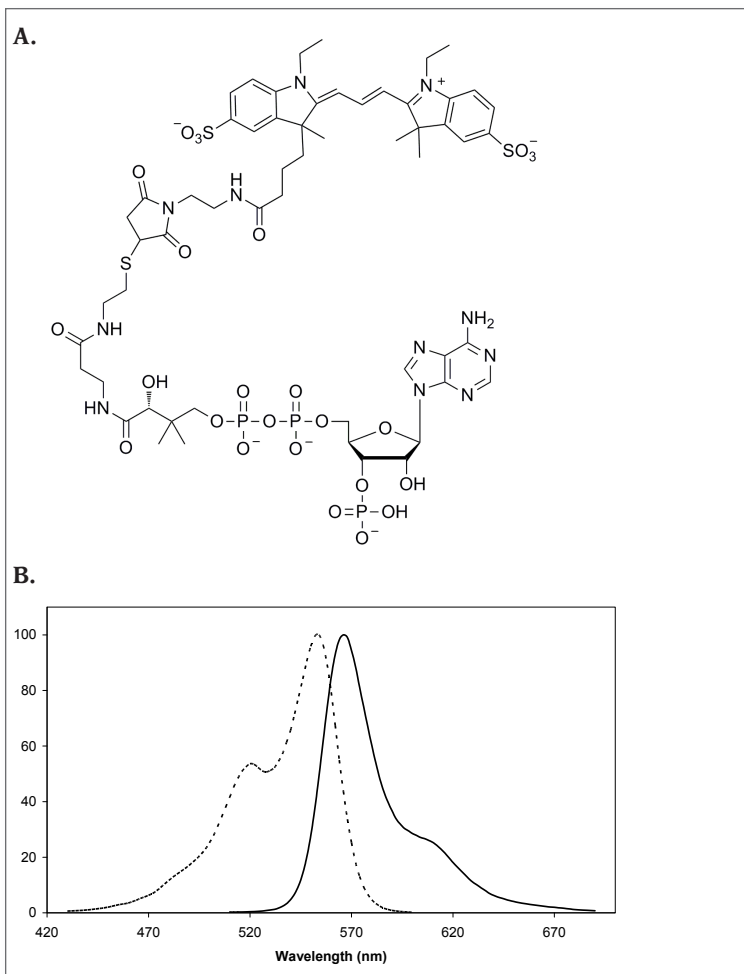 A.
N
N
+
⁻O₃S
SO₃⁻
O
N
H
N
O
O
S
O
NH
NH₂
OH
N
N
HN
O
O
O
O
P
O
P
O
O
N
N
O
O⁻
O⁻
O
OH
O=P-OH
O⁻
B.
100
80
60
40
20
0
420
470
520
570
620
670
Wavelength (nm)